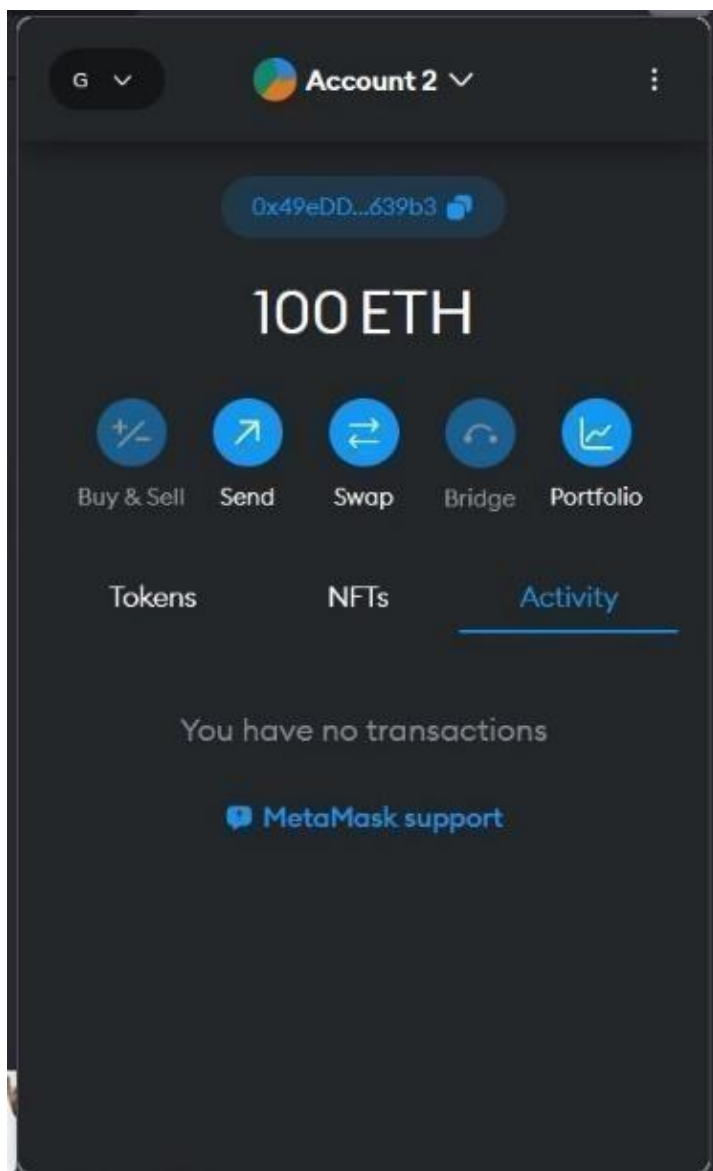 G
Account 2
0x49eDD...639b3
100 ETH
Buy & Sell Send Swap Bridge Portfolio
Tokens NFTs Activity
You have no transactions
MetaMask support